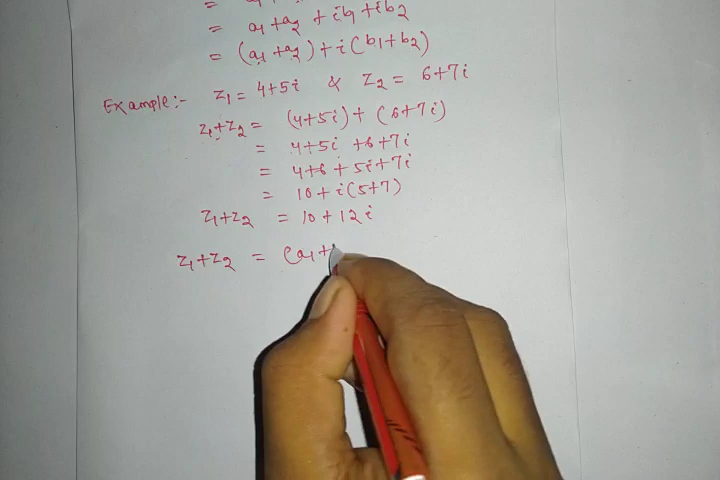 = a1+a2+ib1+ib2
= (a1+a2)+i(b1+b2)
Example:- z1=4+5i & z2= 6+7i
z1+z2= (4+5i)+(6+7i)
= 4+5i+6+7i
= 4+6+5i+7i
= 10+i(5+7)
z1+z2 = 10+12i
z1+z2 = (a1+